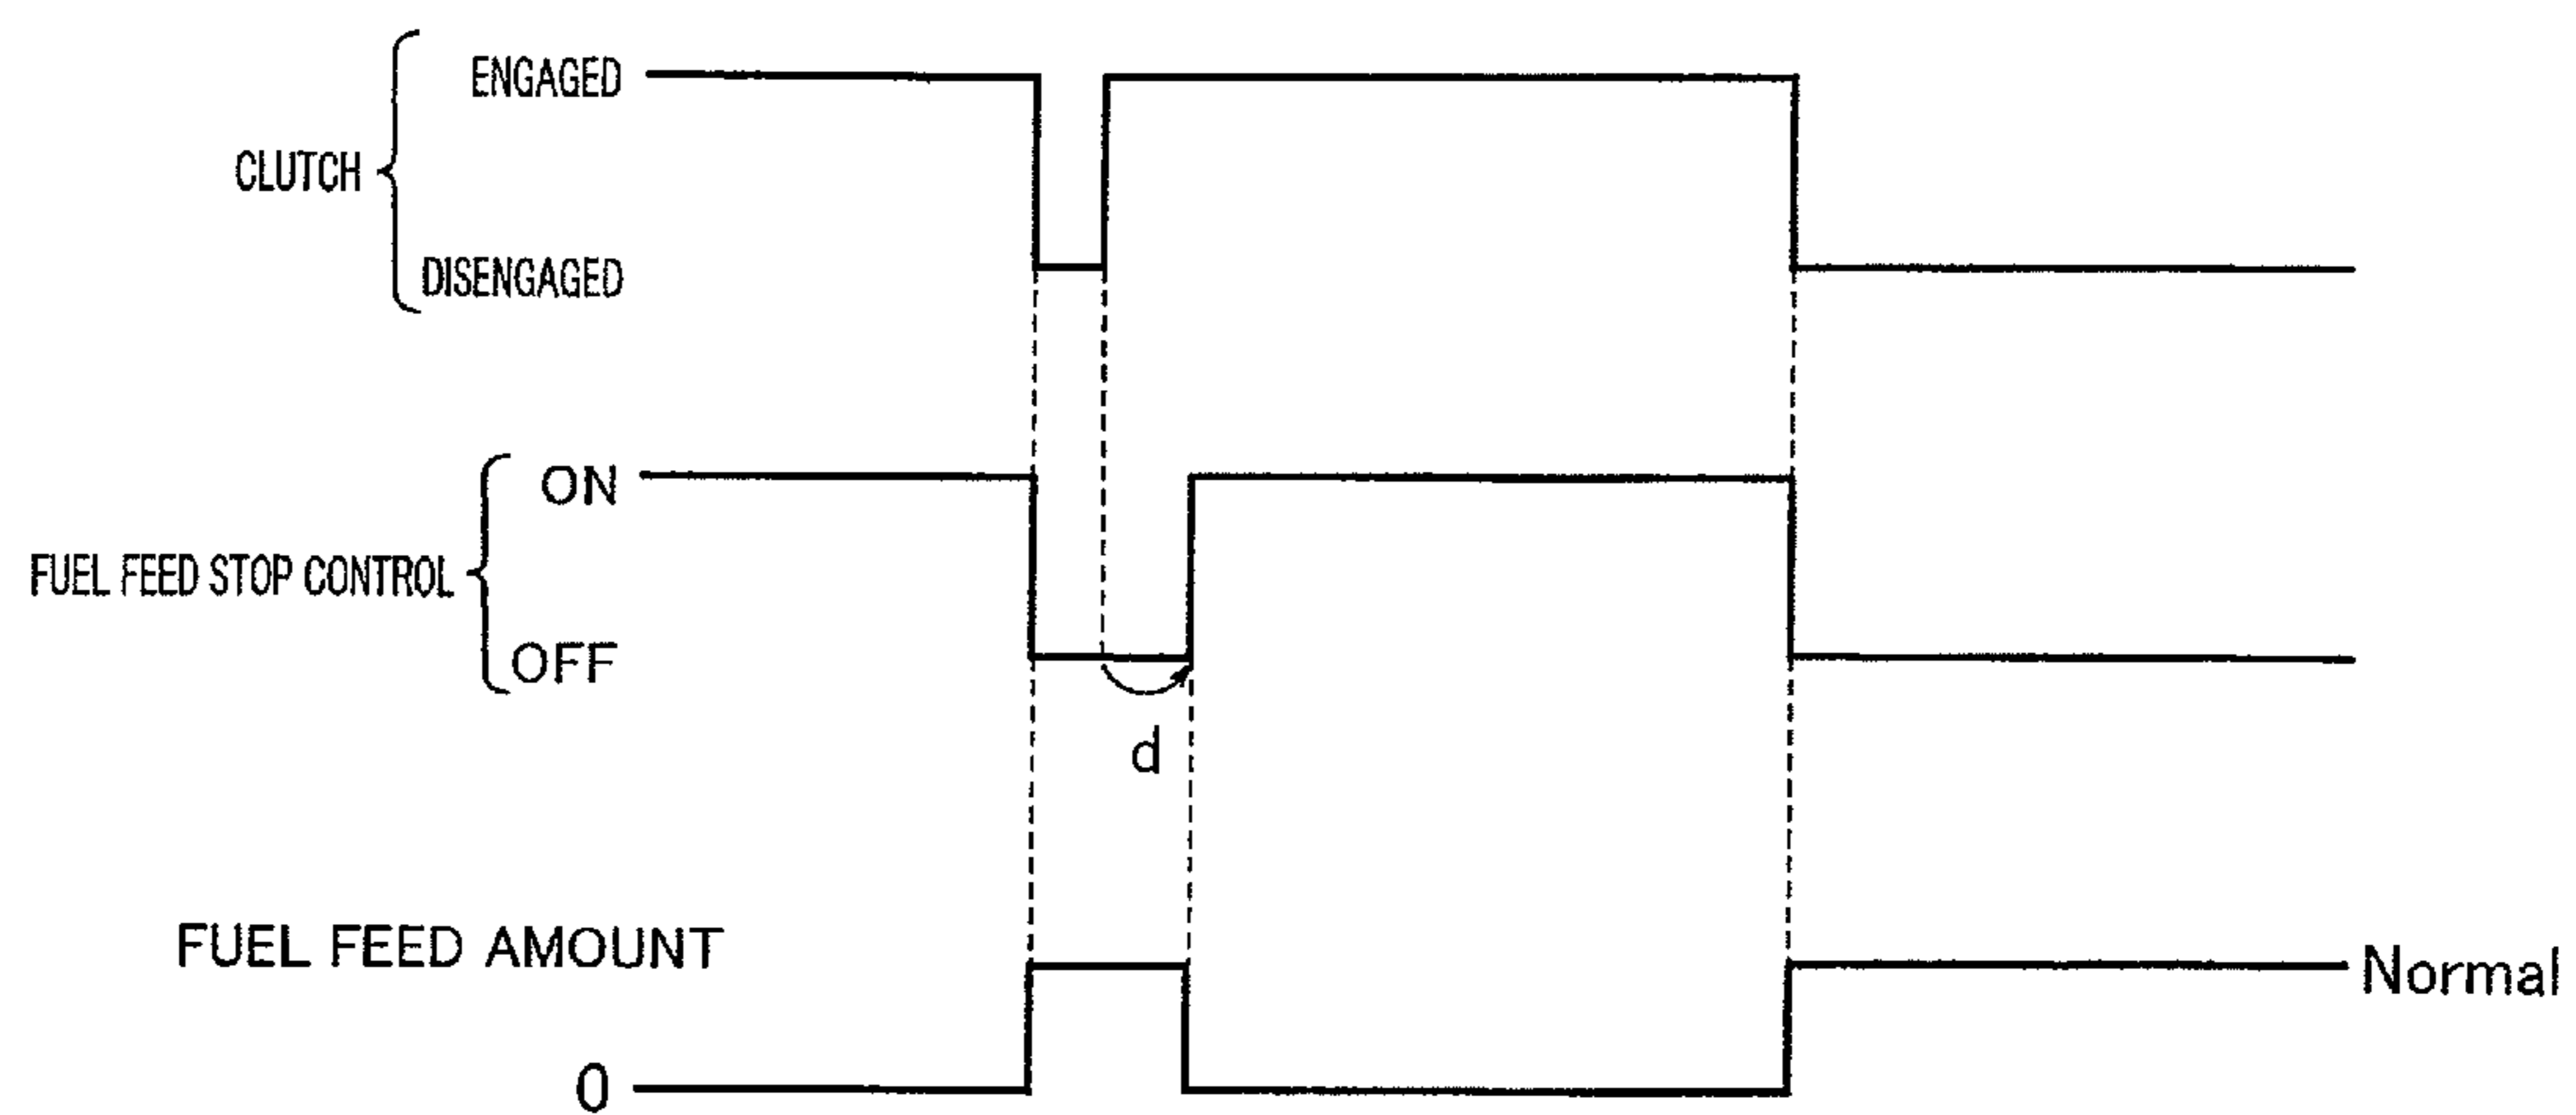 ENGAGED
CLUTCH
DISENGAGED
ON
FUEL FEED STOP CONTROL
OFF
d
FUEL FEED AMOUNT
Normal
0